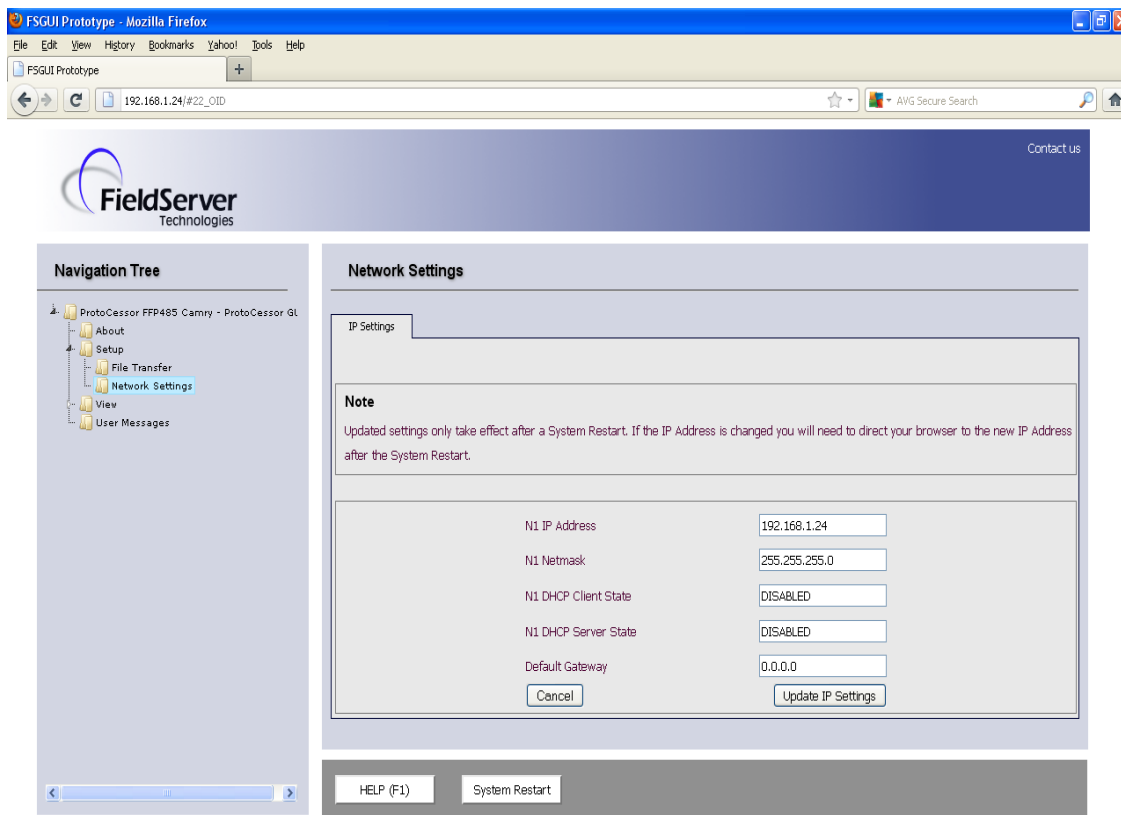 FSGUI Prototype - Mozilla Firefox
File Edit View History Bookmarks Yahoo! Tools Help
FSGUI Prototype
192.168.1.24/#22_OID
AVG Secure Search
Contact us
FieldServer
Technologies
Navigation Tree
ProtoCessor FFP485 Camry - ProtoCessor GL
About
Setup
File Transfer
Network Settings
View
User Messages
Network Settings
IP Settings
Note
Updated settings only take effect after a System Restart. If the IP Address is changed you will need to direct your browser to the new IP Address
after the System Restart.
N1 IP Address 192.168.1.24
N1 Netmask 255.255.255.0
N1 DHCP Client State DISABLED
N1 DHCP Server State DISABLED
Default Gateway 0.0.0.0
Cancel Update IP Settings
HELP (F1) System Restart